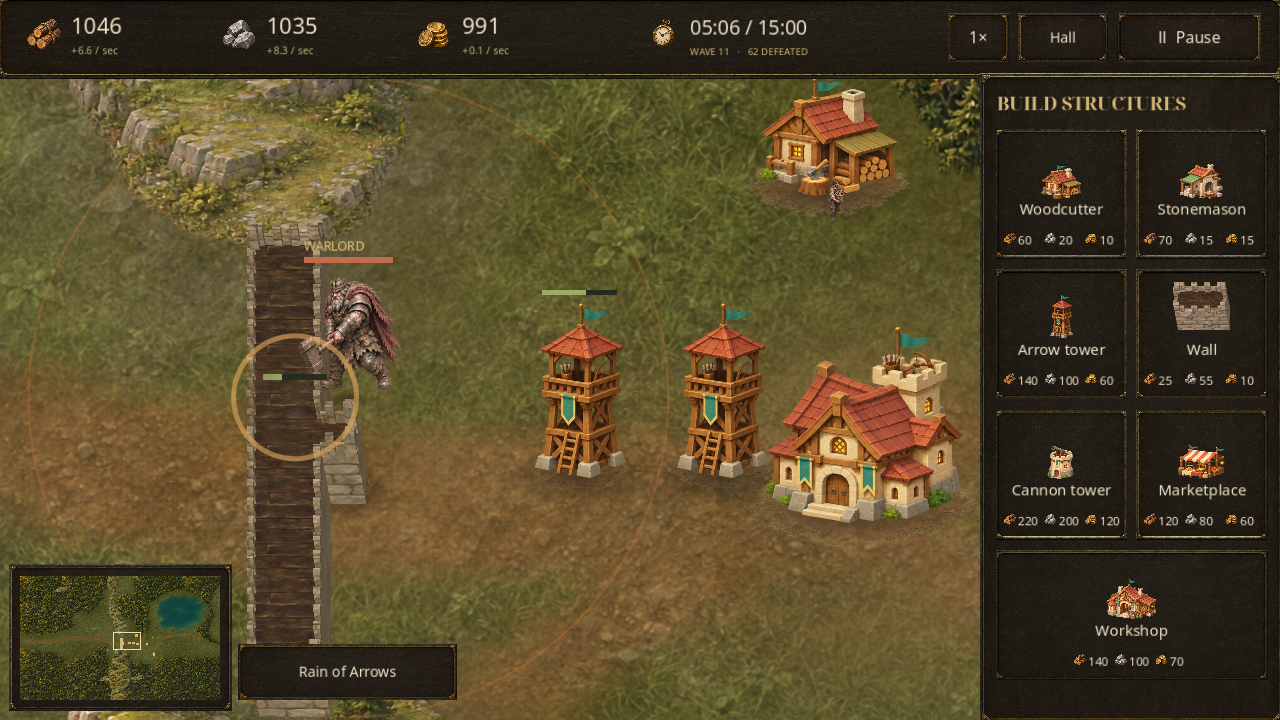 1046
+6.6 / sec
1035
+8.3 / sec
991
+0.1 / sec
05:06 / 15:00
WAVE 11 · 62 DEFEATED
1×
Hall
Pause
BUILD STRUCTURES
Woodcutter
60 20 10
Stonemason
70 15 15
Arrow tower
140 100 60
Wall
25 55 10
Cannon tower
220 200 120
Marketplace
120 80 60
Workshop
140 100 70
WARLORD
Rain of Arrows